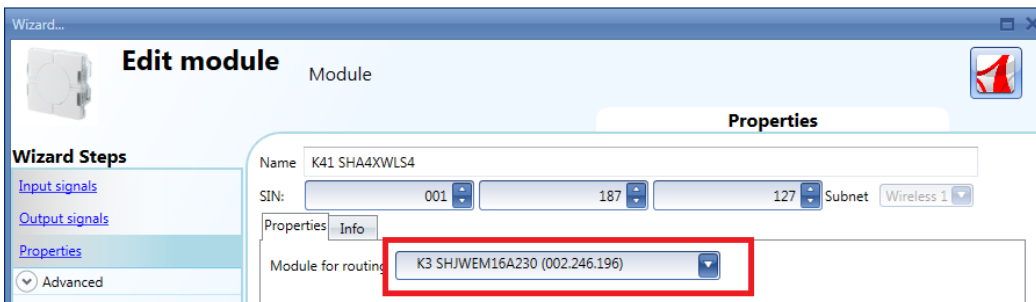 Wizard...
Edit module
Module
Properties
Wizard Steps
Input signals
Output signals
Properties
Advanced
Name K41 SHA4XWLS4
SIN: 001 187 127 Subnet Wireless 1
Properties Info
Module for routing K3 SHJWEM16A230 (002.246.196)